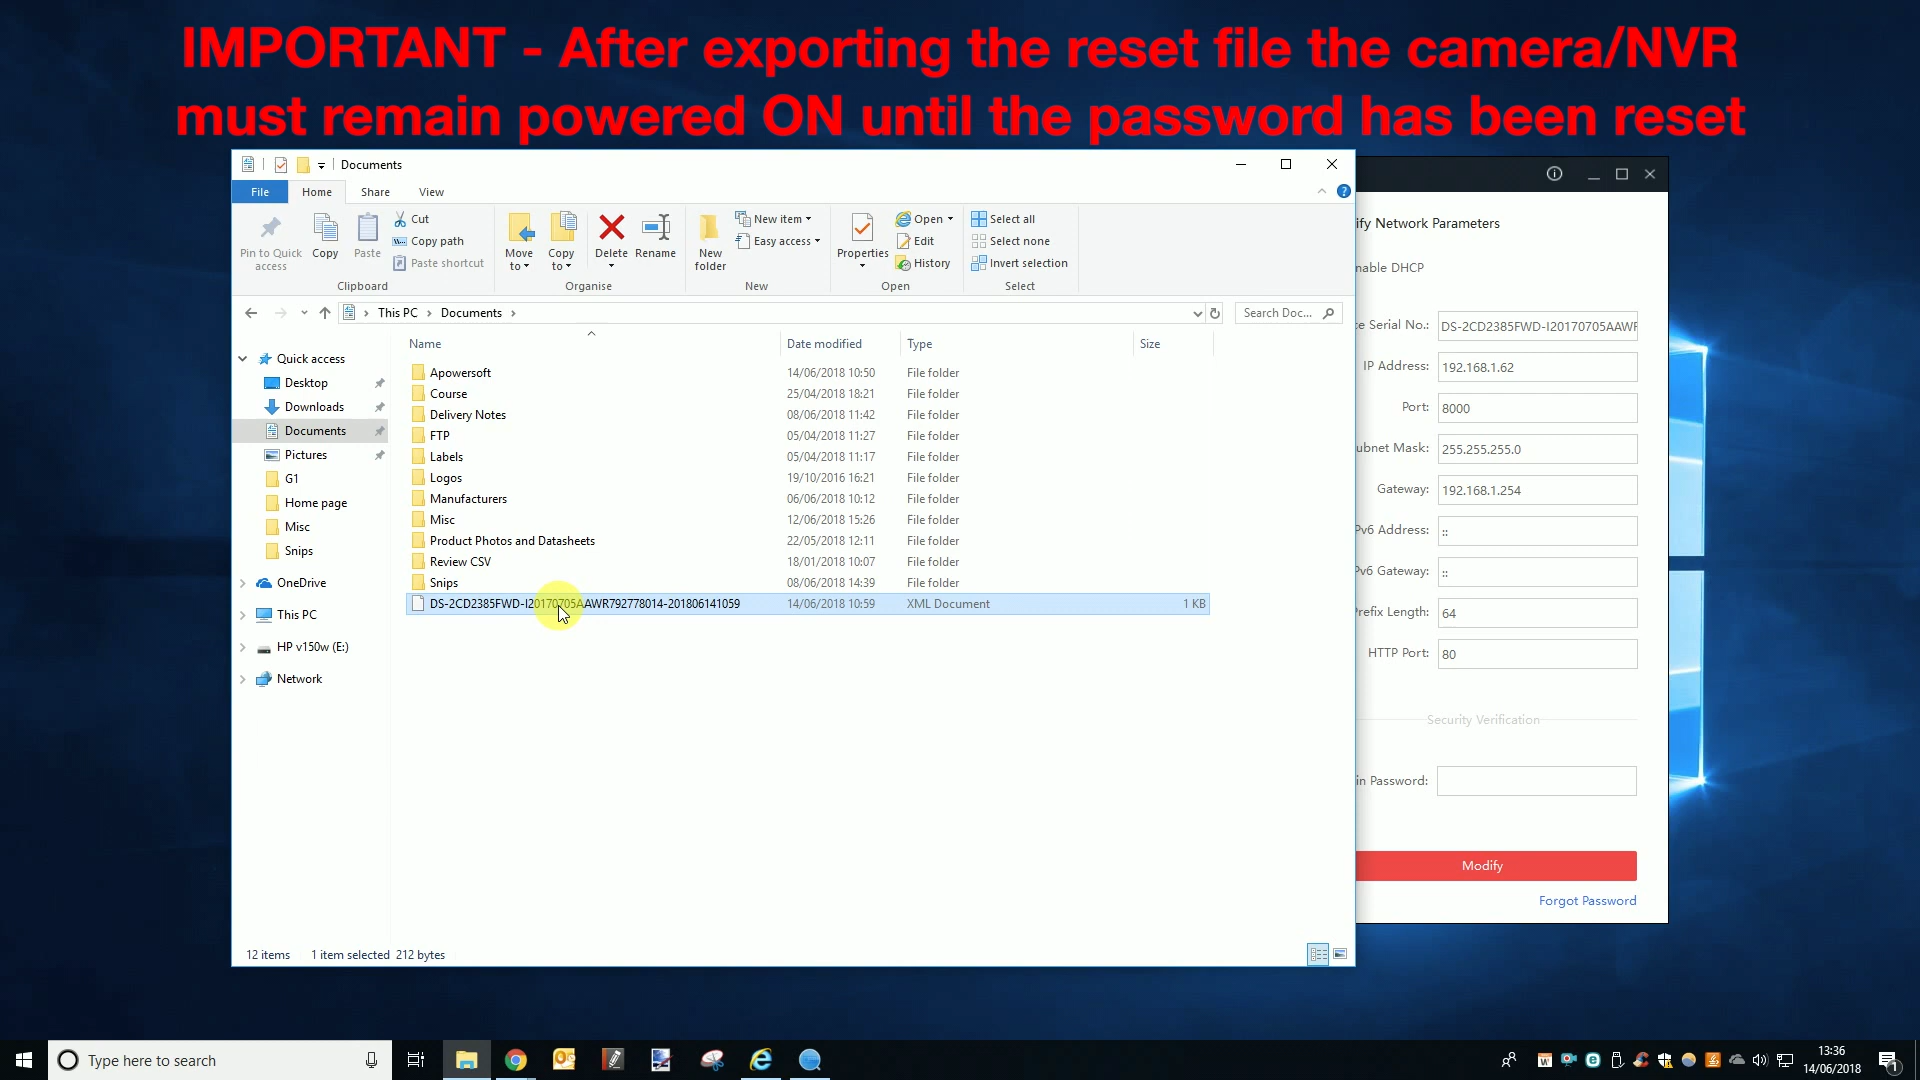 IMPORTANT - After exporting the reset file the camera/NVR
must remain powered ON until the password has been reset
Documents
File Home Share View
Pin to Quick access
Copy
Paste
Cut
Copy path
Paste shortcut
Clipboard
Move to
Copy to
Delete
Rename
Organise
New folder
New item
Easy access
New
Properties
Open
Edit
History
Open
Select all
Select none
Invert selection
Select
This PC Documents
Search Doc...
Quick access
Desktop
Downloads
Documents
Pictures
G1
Home page
Misc
Snips
OneDrive
This PC
HP v150w (E:)
Network
Name Date modified Type Size
Apowersoft 14/06/2018 10:50 File folder
Course 25/04/2018 18:21 File folder
Delivery Notes 08/06/2018 11:42 File folder
FTP 05/04/2018 11:27 File folder
Labels 05/04/2018 11:17 File folder
Logos 19/10/2016 16:21 File folder
Manufacturers 06/06/2018 10:12 File folder
Misc 12/06/2018 15:26 File folder
Product Photos and Datasheets 22/05/2018 12:11 File folder
Review CSV 18/01/2018 10:07 File folder
Snips 08/06/2018 14:39 File folder
DS-2CD2385FWD-I20170705AAWR792778014-201806141059 14/06/2018 10:59 XML Document 1 KB
12 items 1 item selected 212 bytes
ify Network Parameters
nable DHCP
e Serial No.: DS-2CD2385FWD-I20170705AAWR
IP Address: 192.168.1.62
Port: 8000
ubnet Mask: 255.255.255.0
Gateway: 192.168.1.254
Pv6 Address: ::
Pv6 Gateway: ::
Prefix Length: 64
HTTP Port: 80
Security Verification
in Password:
Modify
Forgot Password
Type here to search
13:36
14/06/2018
1